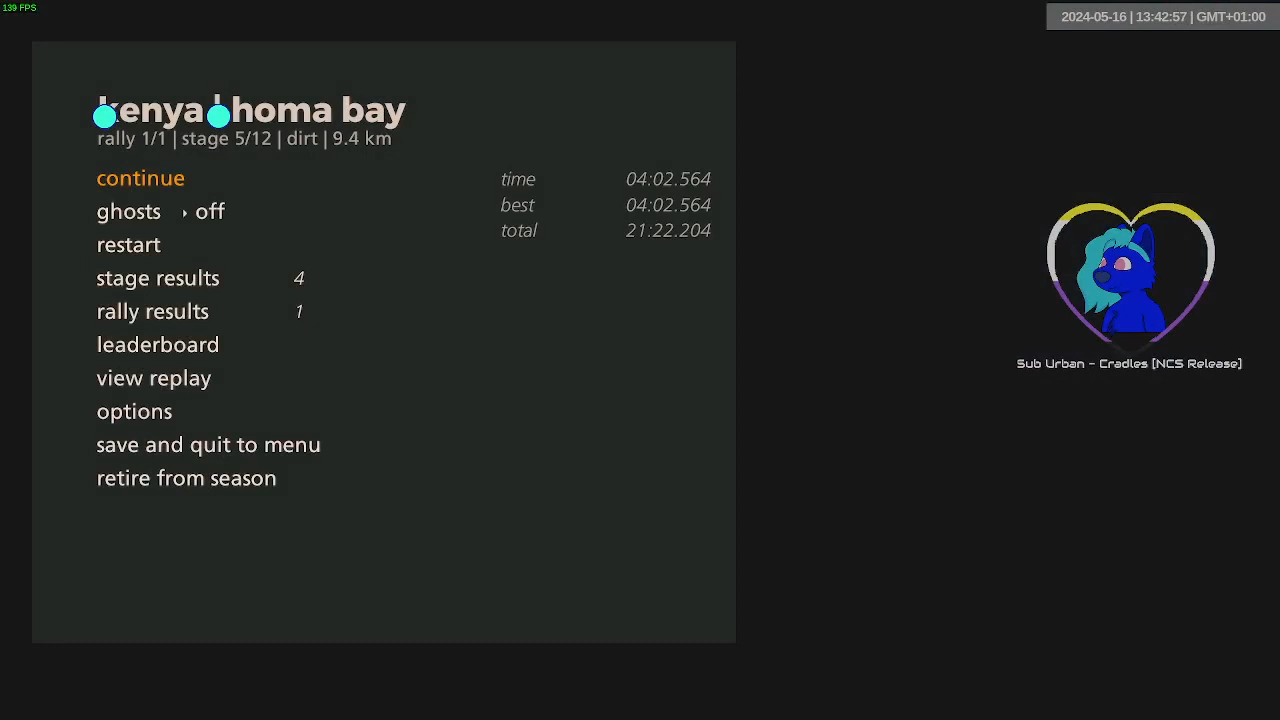 139 FPS
2024-05-16 | 13:42:57 | GMT+01:00
kenya | homa bay
rally 1/1 | stage 5/12 | dirt | 9.4 km
continue
ghosts ‣ off
restart
stage results 4
rally results 1
leaderboard
view replay
options
save and quit to menu
retire from season
time 04:02.564
best 04:02.564
total 21:22.204
Sub Urban - Cradles [NCS Release]